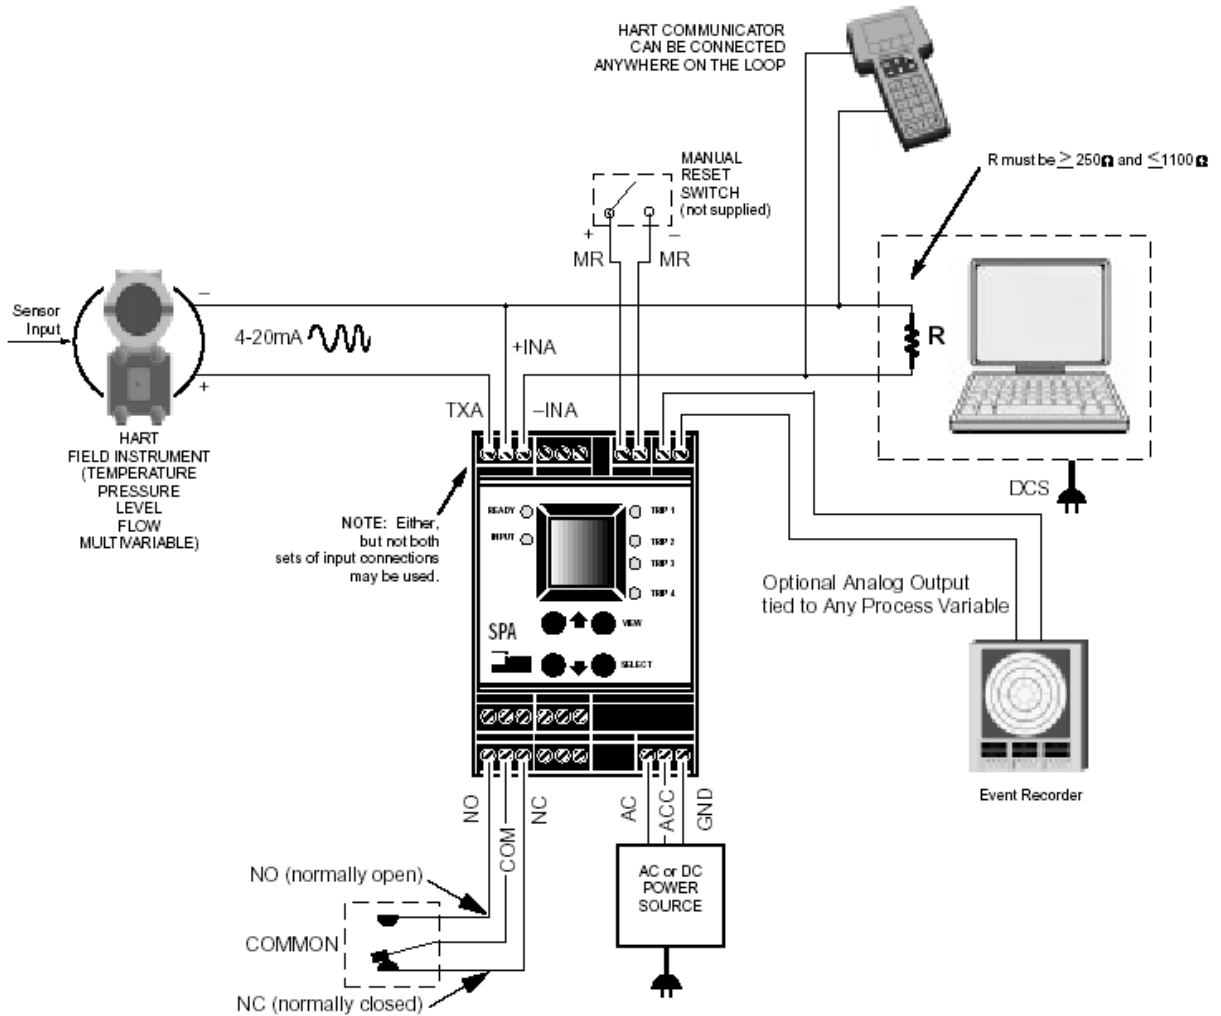 HART COMMUNICATOR
CAN BE CONNECTED
ANYWHERE ON THE LOOP
MANUAL
RESET
SWITCH
(not supplied)
R must be ≥ 250Ω and ≤1100 Ω
+
−
MR
MR
Sensor
Input
−
4-20mA
+
+INA
R
TXA
−INA
HART
FIELD INSTRUMENT
(TEMPERATURE
PRESSURE
LEVEL
FLOW
MULTIVARIABLE)
NOTE: Either,
but not both
sets of input connections
may be used.
DCS
READY
INPUT
TRIP 1
TRIP 2
TRIP 3
TRIP 4
VIEW
SELECT
SPA
Optional Analog Output
tied to Any Process Variable
Event Recorder
NO
COM
NC
AC
ACC
GND
NO (normally open)
COMMON
NC (normally closed)
AC or DC
POWER
SOURCE